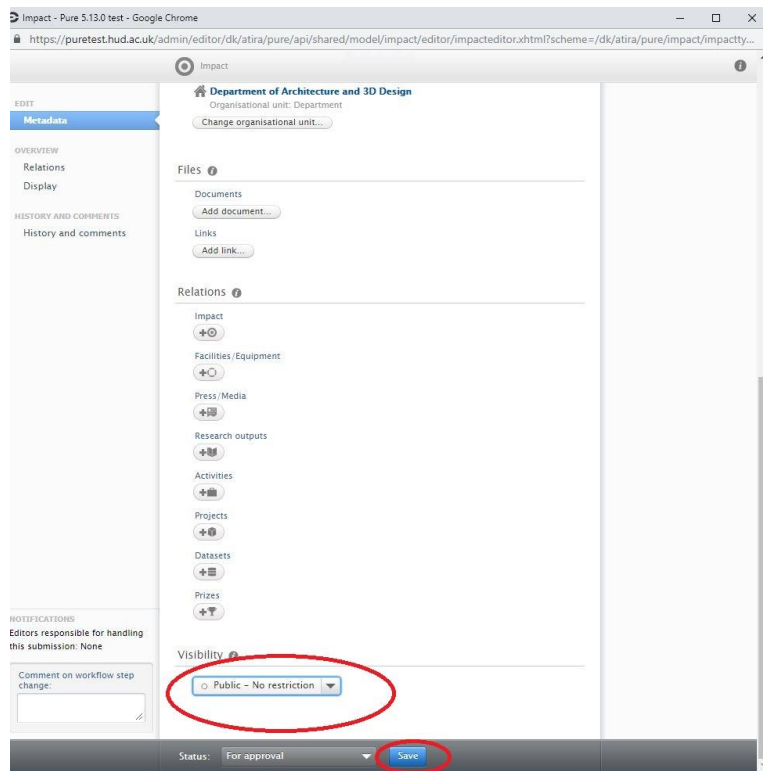 Impact - Pure 5.13.0 test - Google Chrome
https://puretest.hud.ac.uk/admin/editor/dk/atira/pure/api/shared/model/impact/editor/impacteditor.xhtml?scheme=/dk/atira/pure/impact/impactty...
Impact
EDIT
Metadata
OVERVIEW
Relations
Display
HISTORY AND COMMENTS
History and comments
Department of Architecture and 3D Design
Organisational unit: Department
Change organisational unit...
Files
Documents
Add document...
Links
Add link...
Relations
Impact
Facilities/Equipment
Press/Media
Research outputs
Activities
Projects
Datasets
Prizes
NOTIFICATIONS
Editors responsible for handling
this submission: None
Comment on workflow step
change:
Visibility
Public - No restriction
Status: For approval
Save